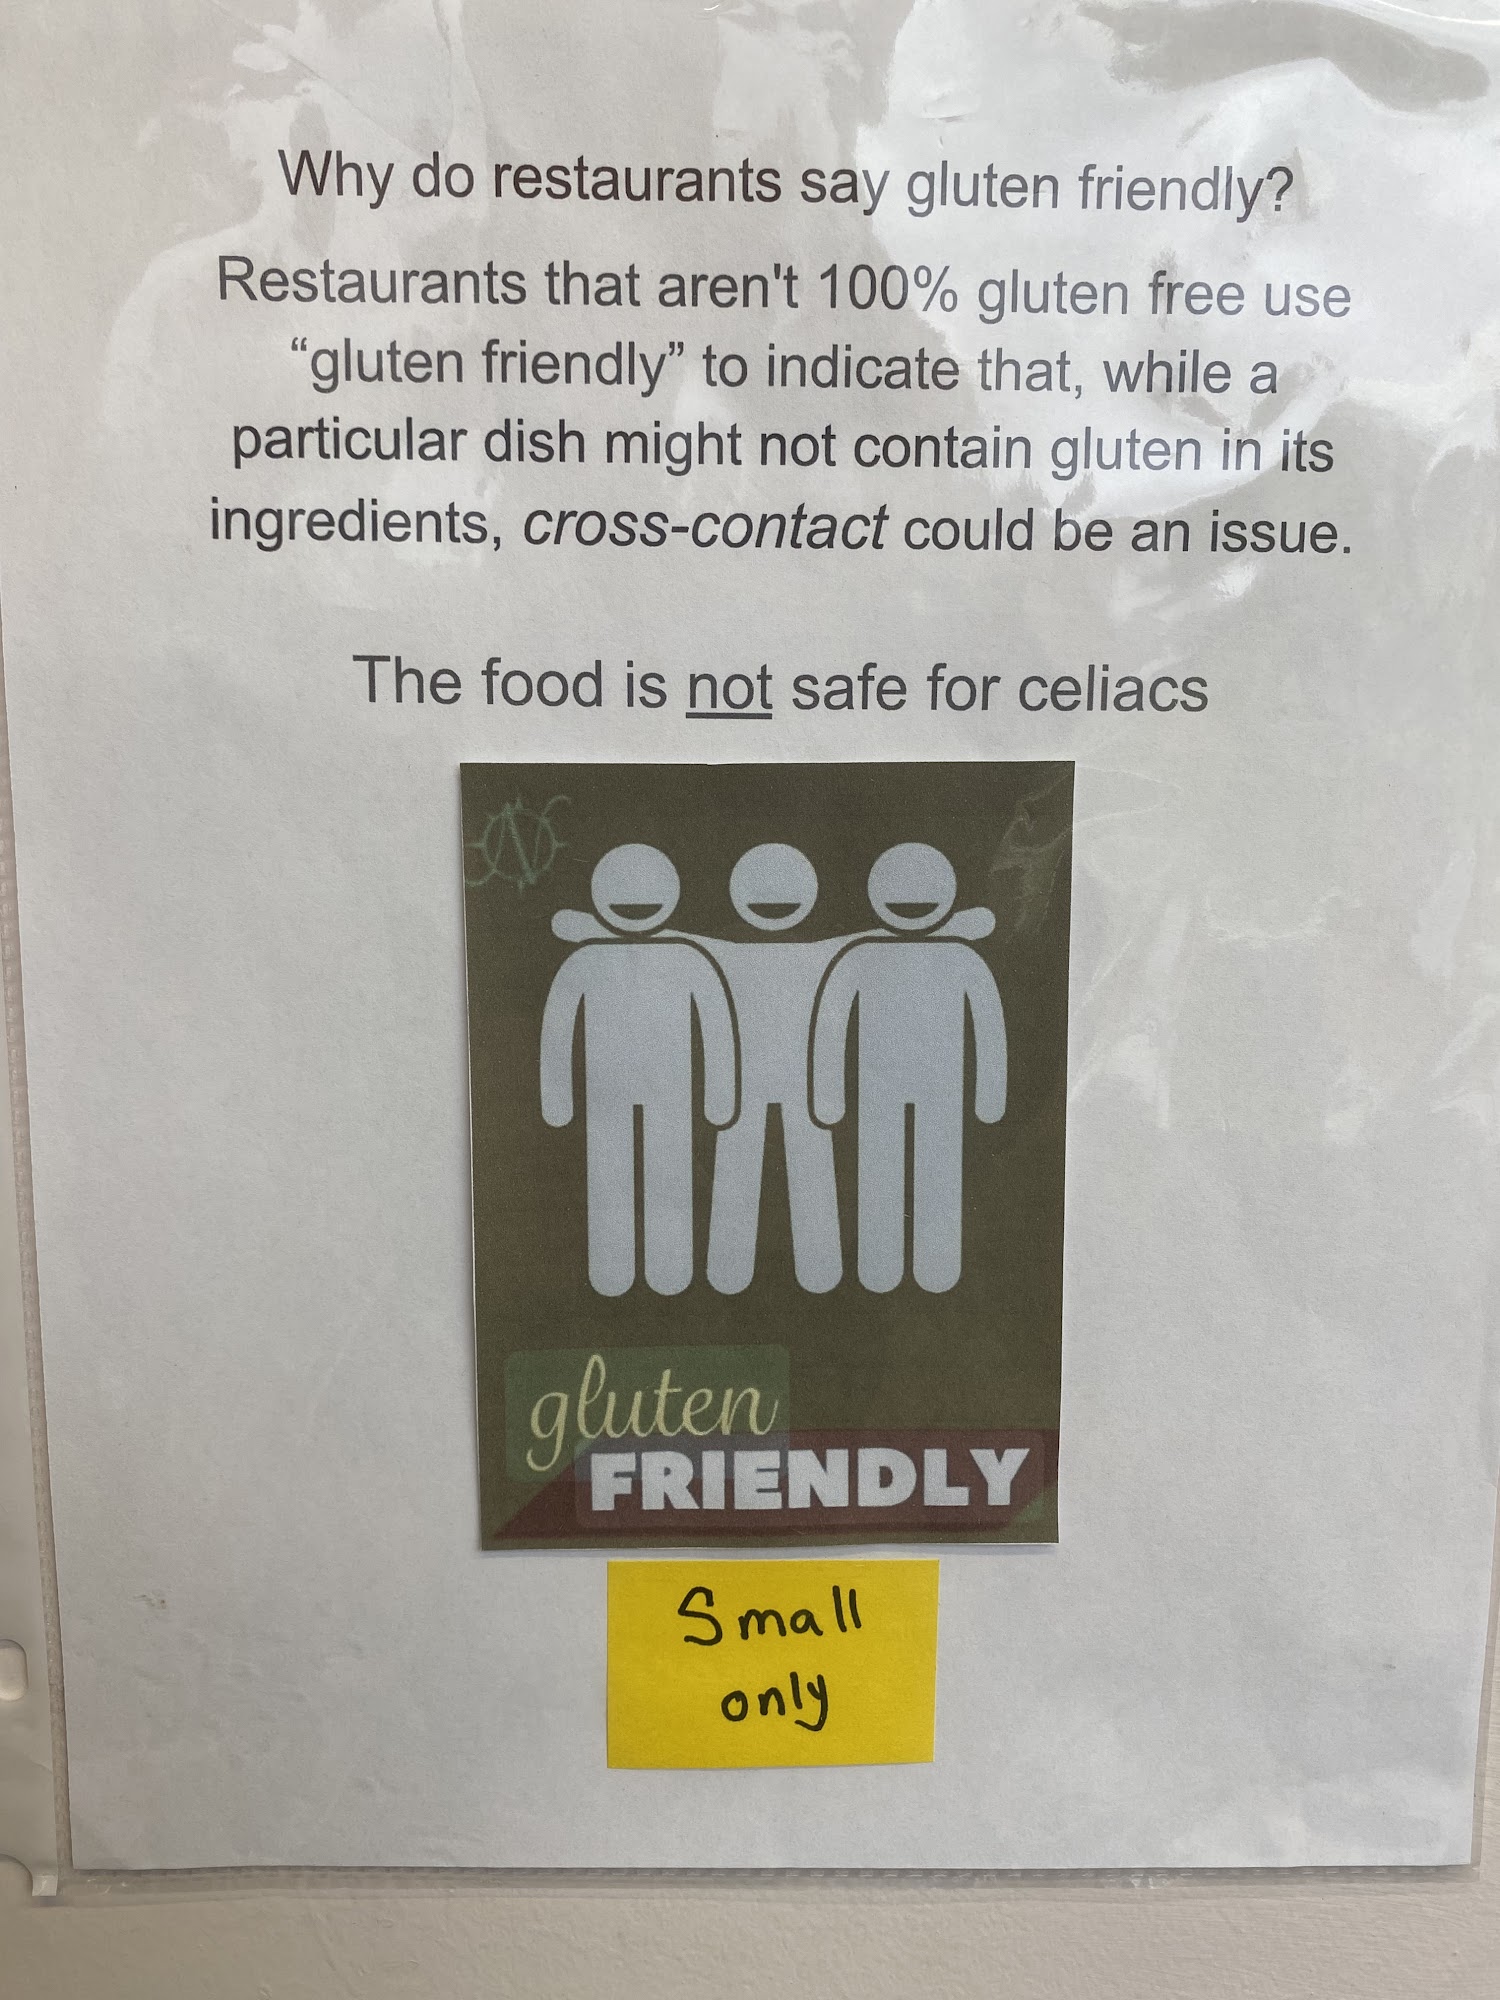 Why do restaurants say gluten friendly?
Restaurants that aren't 100% gluten free use
“gluten friendly” to indicate that, while a
particular dish might not contain gluten in its
ingredients, cross-contact could be an issue.
The food is not safe for celiacs
gluten
FRIENDLY
Small
only